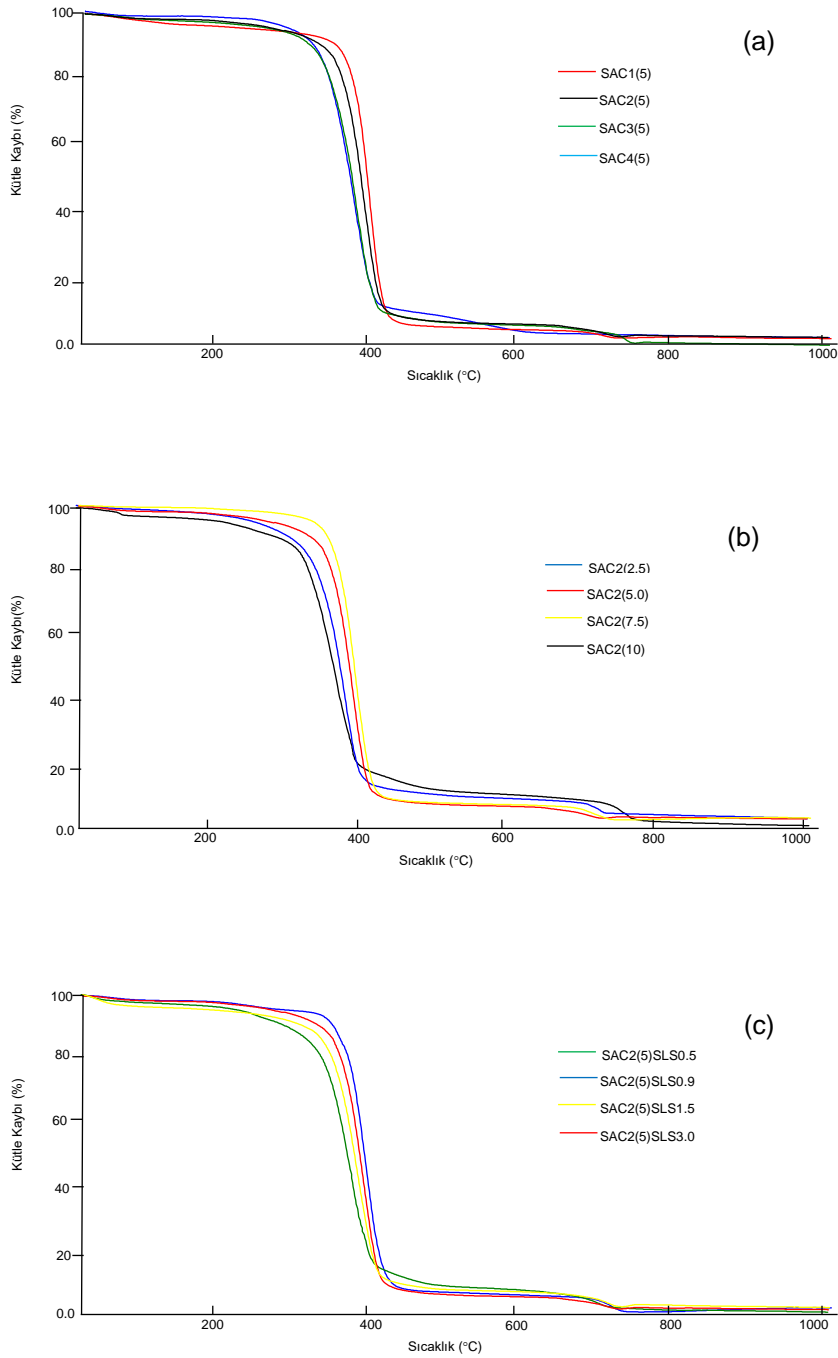 (a)
100
80
60
40
20
0.0
Kütle Kaybı (%)
SAC1(5)
SAC2(5)
SAC3(5)
SAC4(5)
200
400
600
800
1000
Sıcaklık (°C)
(b)
100
80
60
40
20
0.0
Kütle Kaybı(%)
SAC2(2.5)
SAC2(5.0)
SAC2(7.5)
SAC2(10)
200
400
600
800
1000
Sıcaklık (°C)
(c)
100
80
60
40
20
0.0
Kütle Kaybı (%)
SAC2(5)SLS0.5
SAC2(5)SLS0.9
SAC2(5)SLS1.5
SAC2(5)SLS3.0
200
400
600
800
1000
Sıcaklık (°C)